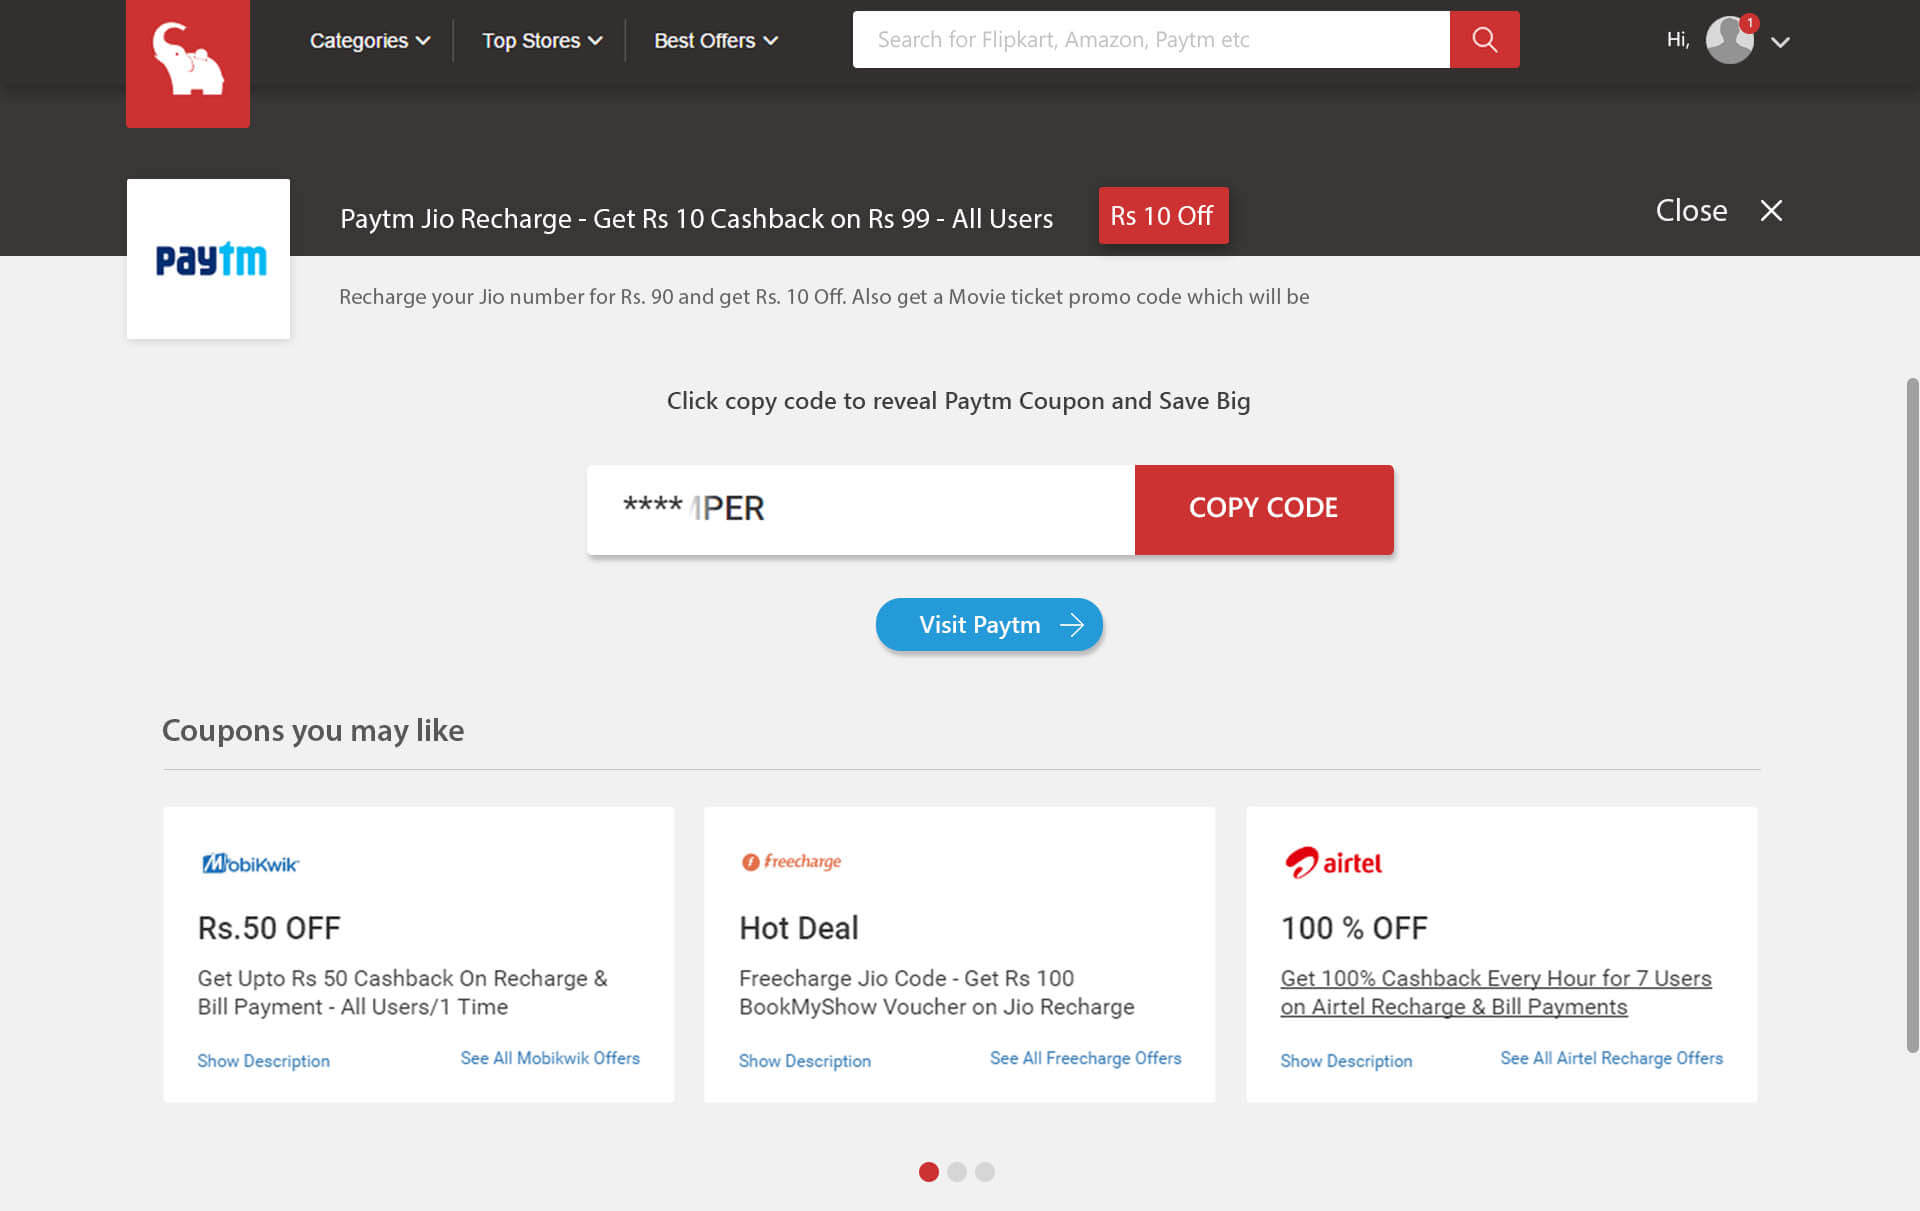 Categories
Top Stores
Best Offers
Search for Flipkart, Amazon, Paytm etc
Hi,
1
paytm
Paytm Jio Recharge - Get Rs 10 Cashback on Rs 99 - All Users
Rs 10 Off
Close
Recharge your Jio number for Rs. 90 and get Rs. 10 Off. Also get a Movie ticket promo code which will be
Click copy code to reveal Paytm Coupon and Save Big
**** PER
COPY CODE
Visit Paytm
Coupons you may like
MobiKwik
Rs.50 OFF
Get Upto Rs 50 Cashback On Recharge &
Bill Payment - All Users/1 Time
Show Description
See All Mobikwik Offers
freecharge
Hot Deal
Freecharge Jio Code - Get Rs 100
BookMyShow Voucher on Jio Recharge
Show Description
See All Freecharge Offers
airtel
100 % OFF
Get 100% Cashback Every Hour for 7 Users
on Airtel Recharge & Bill Payments
Show Description
See All Airtel Recharge Offers